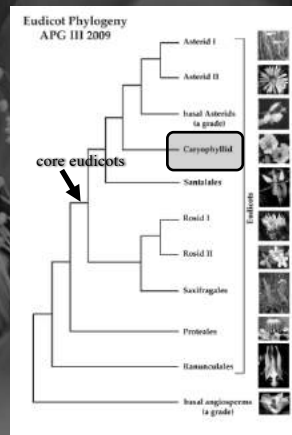 Eudicot Phylogeny
APG III 2009
Asterid I
Asterid II
basal Asterids
(a grade)
Caryophyllid
core eudicots
Santalales
Rosid I
Rosid II
Saxifragales
Proteales
Ranunculales
basal angiosperms
(a grade)
Eudicots